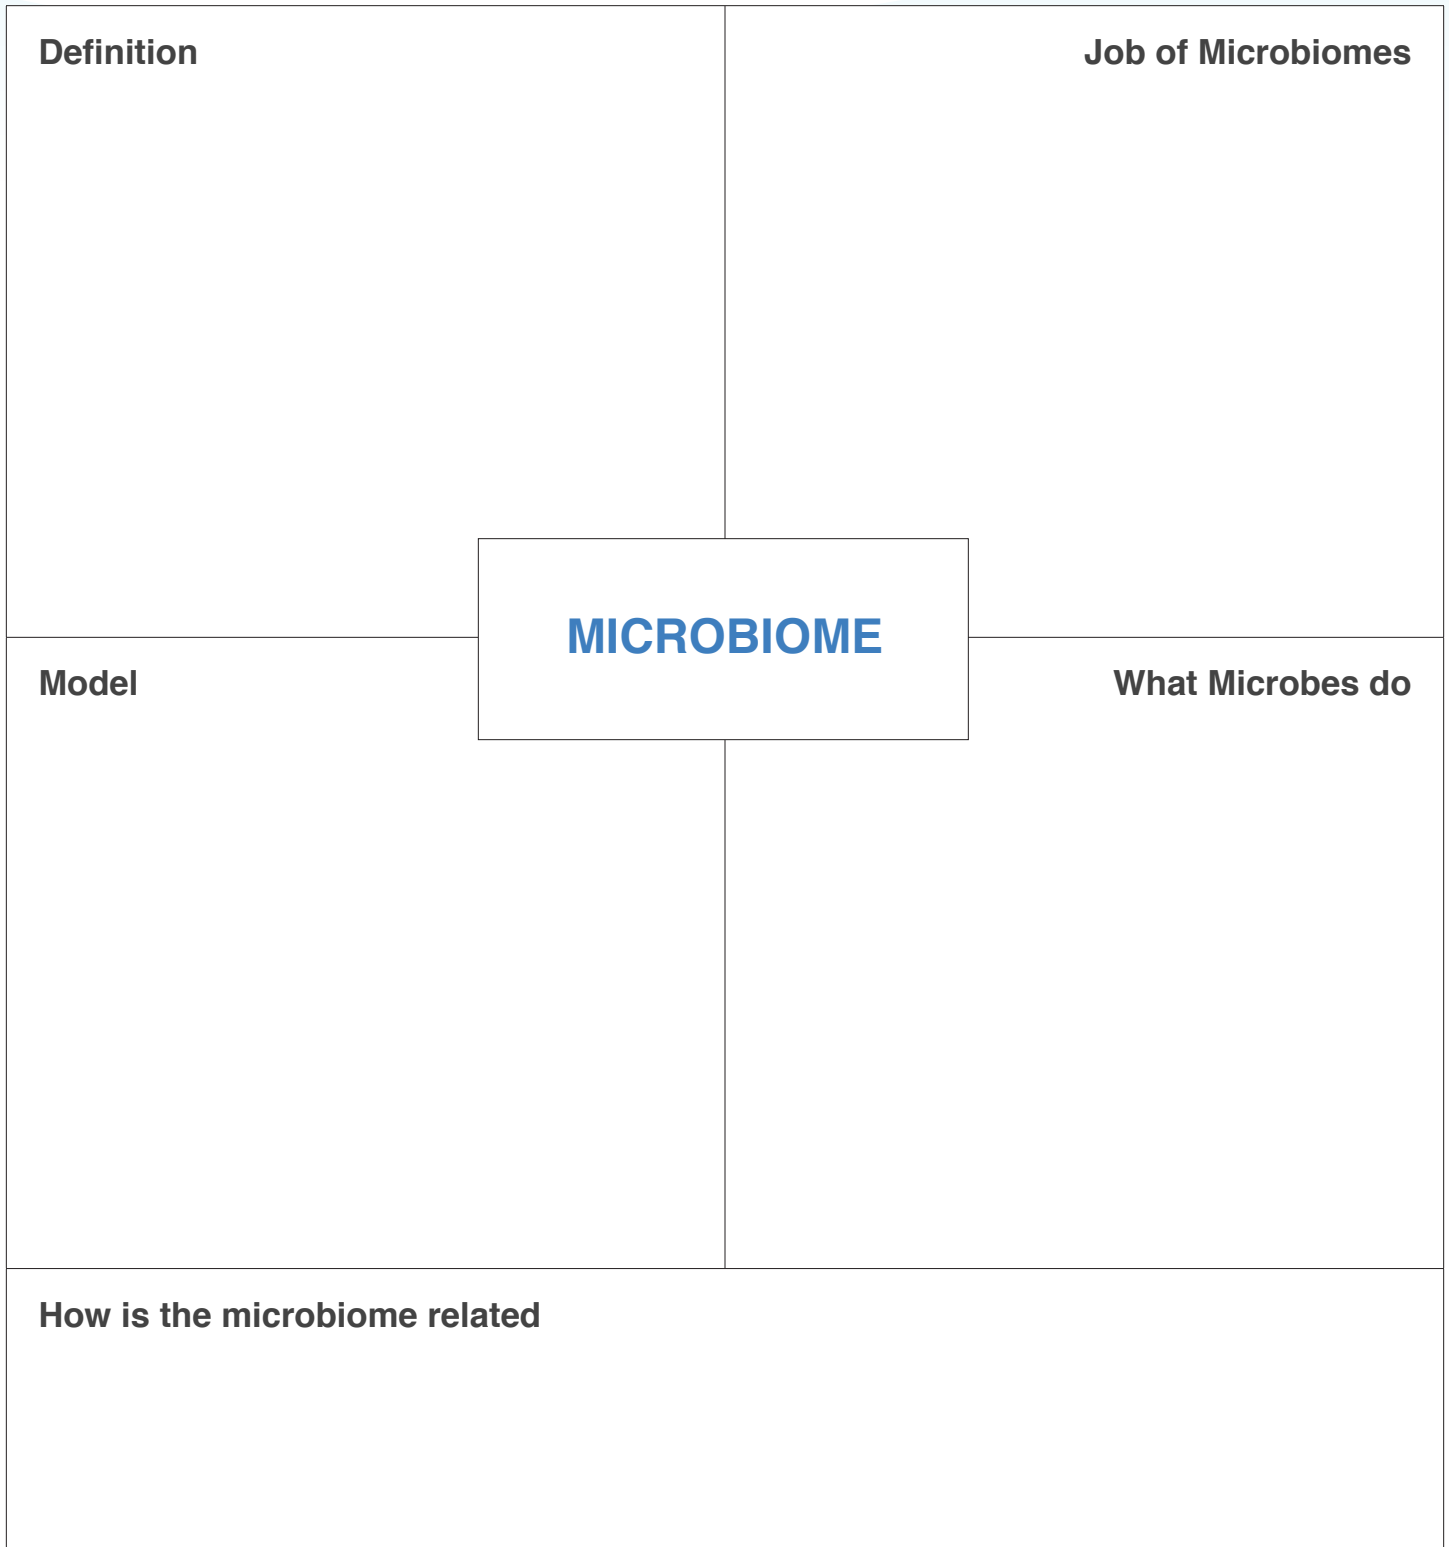 Definition
Job of Microbiomes
MICROBIOME
Model
What Microbes do
How is the microbiome related